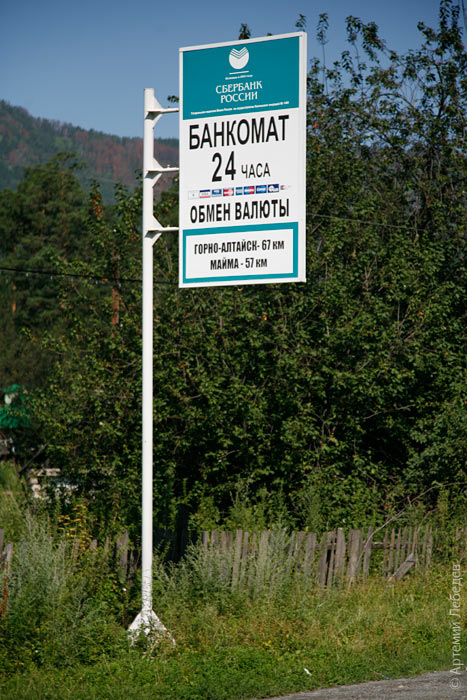 СБЕРБАНК
РОССИИ
БАНКОМАТ
24 ЧАСА
ОБМЕН ВАЛЮТЫ
ГОРНО-АЛТАЙСК- 67 км
МАЙМА - 57 км
© Артемий Лебедев